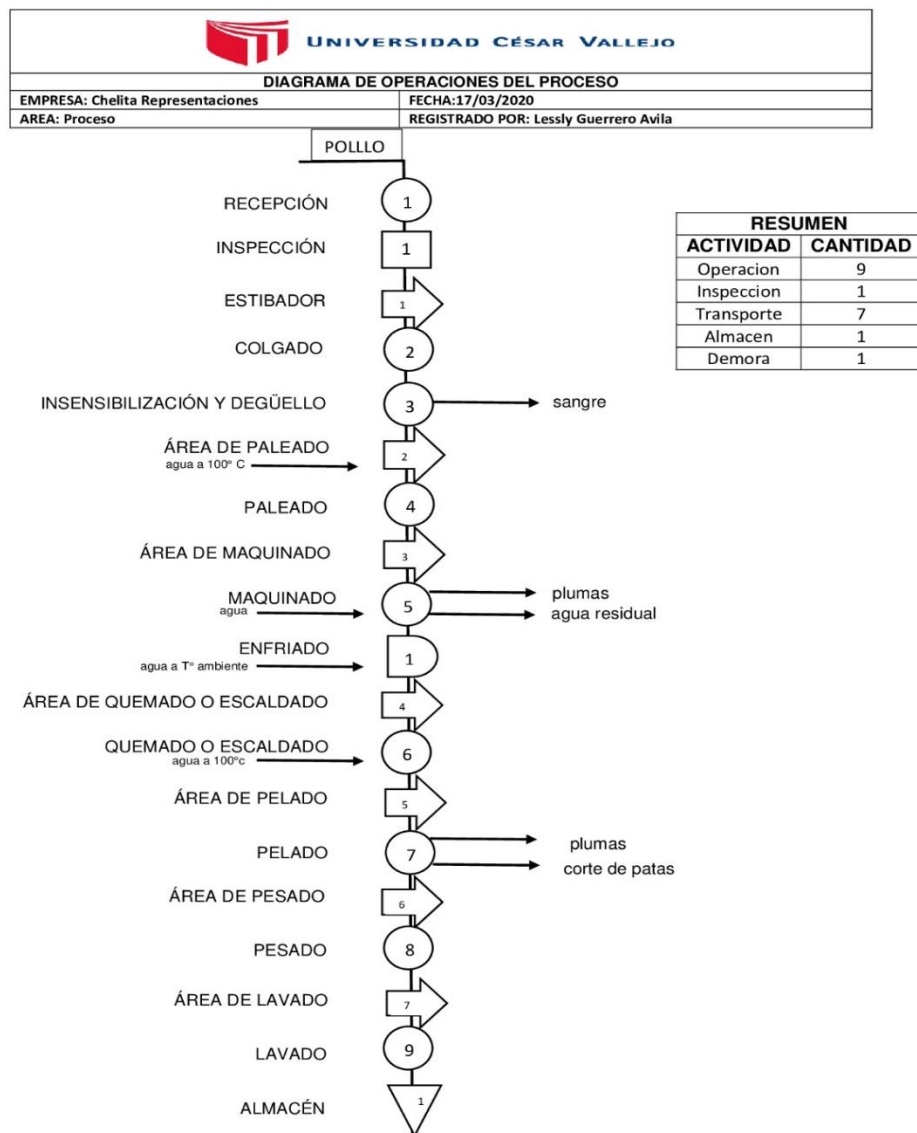 UNIVERSIDAD CÉSAR VALLEJO
DIAGRAMA DE OPERACIONES DEL PROCESO
EMPRESA: Chelita Representaciones
FECHA:17/03/2020
AREA: Proceso
REGISTRADO POR: Lessly Guerrero Avila
POLLLO
RECEPCIÓN 1
INSPECCIÓN 1
ESTIBADOR 1
COLGADO 2
INSENSIBILIZACIÓN Y DEGÜELLO 3 sangre
ÁREA DE PALEADO 2
agua a 100° C
PALEADO 4
ÁREA DE MAQUINADO 3
MAQUINADO 5 plumas
agua agua residual
ENFRIADO 1
agua a T° ambiente
ÁREA DE QUEMADO O ESCALDADO 4
QUEMADO O ESCALDADO 6
agua a 100°c
ÁREA DE PELADO 5
PELADO 7 plumas
corte de patas
ÁREA DE PESADO 6
PESADO 8
ÁREA DE LAVADO 7
LAVADO 9
ALMACÉN 1
RESUMEN
ACTIVIDAD CANTIDAD
Operacion 9
Inspeccion 1
Transporte 7
Almacen 1
Demora 1